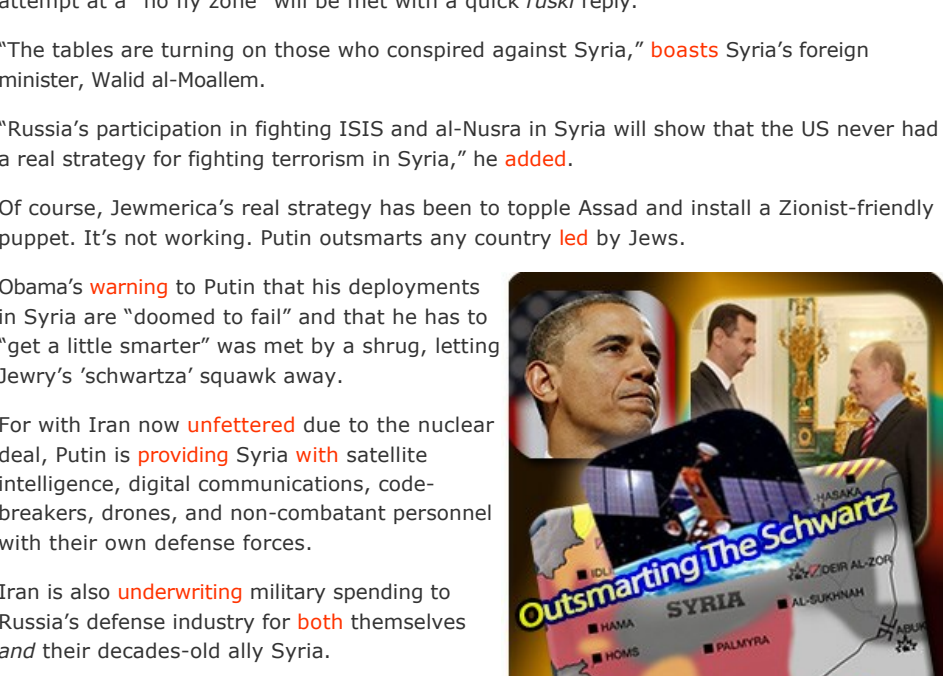 attempt at a “no fly zone” will be met with a quick ruski reply.
“The tables are turning on those who conspired against Syria,” boasts Syria’s foreign
minister, Walid al-Moallem.
“Russia’s participation in fighting ISIS and al-Nusra in Syria will show that the US never had
a real strategy for fighting terrorism in Syria,” he added.
Of course, Jewmerica’s real strategy has been to topple Assad and install a Zionist-friendly
puppet. It’s not working. Putin outsmarts any country led by Jews.
Obama’s warning to Putin that his deployments
in Syria are “doomed to fail” and that he has to
“get a little smarter” was met by a shrug, letting
Jewry’s ’schwartza’ squawk away.
For with Iran now unfettered due to the nuclear
deal, Putin is providing Syria with satellite
intelligence, digital communications, code-
breakers, drones, and non-combatant personnel
with their own defense forces.
Iran is also underwriting military spending to
Russia’s defense industry for both themselves
and their decades-old ally Syria.
-HASAKA
Outsmarting The Schwartz
IDL
DEIR AL-ZOR
SYRIA
AL-SUKHNAH
HAMA
ABUK
HOMS
PALMYRA